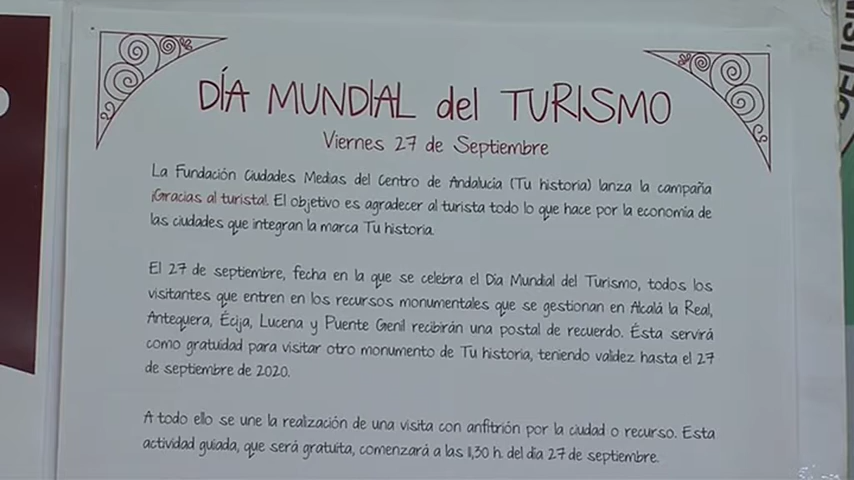 DÍA MUNDIAL del TURISMO
Viernes 27 de Septiembre
La Fundación Ciudades Medias del Centro de Andalucía (Tu historia) lanza la campaña
¡Gracias al turista!. El objetivo es agradecer al turista todo lo que hace por la economía de
las ciudades que integran la marca Tu historia.
El 27 de septiembre, fecha en la que se celebra el Día Mundial del Turismo, todos los
visitantes que entren en los recursos monumentales que se gestionan en Alcalá la Real,
Antequera, Écija, Lucena y Puente Genil recibirán una postal de recuerdo. Ésta servirá
como gratuidad para visitar otro monumento de Tu historia, teniendo validez hasta el 27
de septiembre de 2020.
A todo ello se une la realización de una visita con anfitrión por la ciudad o recurso. Esta
actividad guiada, que será gratuita, comenzará a las 11,30 h. del día 27 de septiembre.